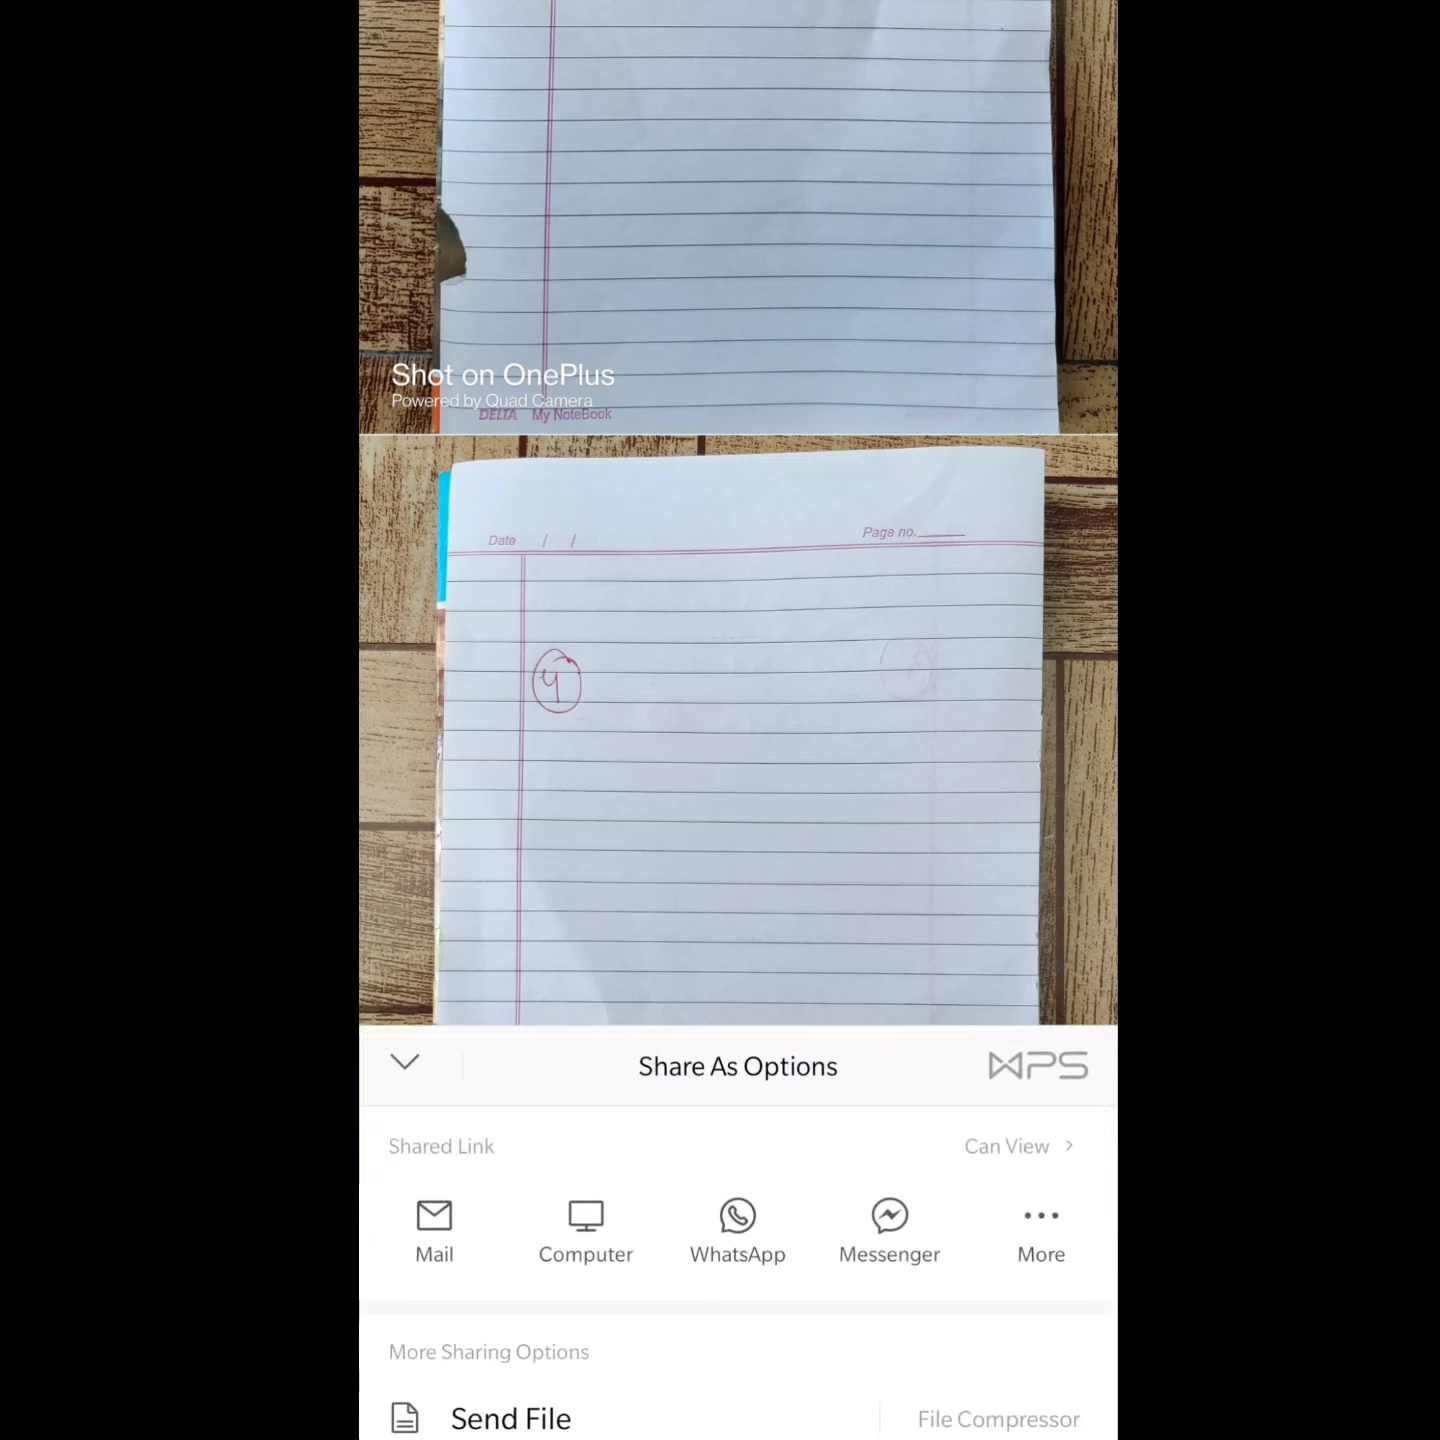 Shot on OnePlus
Powered by Quad Camera
DELTA My NoteBook
Date / /
Page no.
4
Share As Options
WPS
Shared Link
Can View
Mail
Computer
WhatsApp
Messenger
More
More Sharing Options
Send File
File Compressor